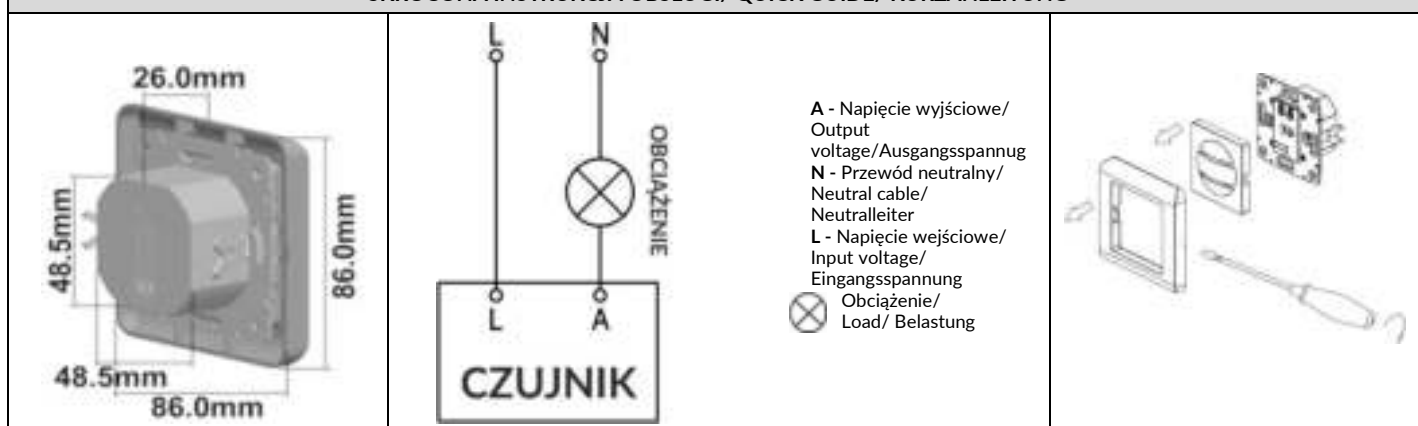 26.0mm
48.5mm
86.0mm
48.5mm
86.0mm
L N
OBCIĄŻENIE
L A
CZUJNIK
A - Napięcie wyjściowe/
Output
voltage/Ausgangsspannug
N - Przewód neutralny/
Neutral cable/
Neutralleiter
L - Napięcie wejściowe/
Input voltage/
Eingangsspannung
Obciążenie/
Load/ Belastung